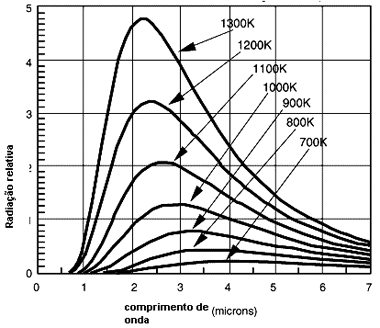 5
4
3
2
1
0
Radiação relativa
1300K
1200K
1100K
1000K
900K
800K
700K
0 1 2 3 4 5 6 7
comprimento de (microns)
onda